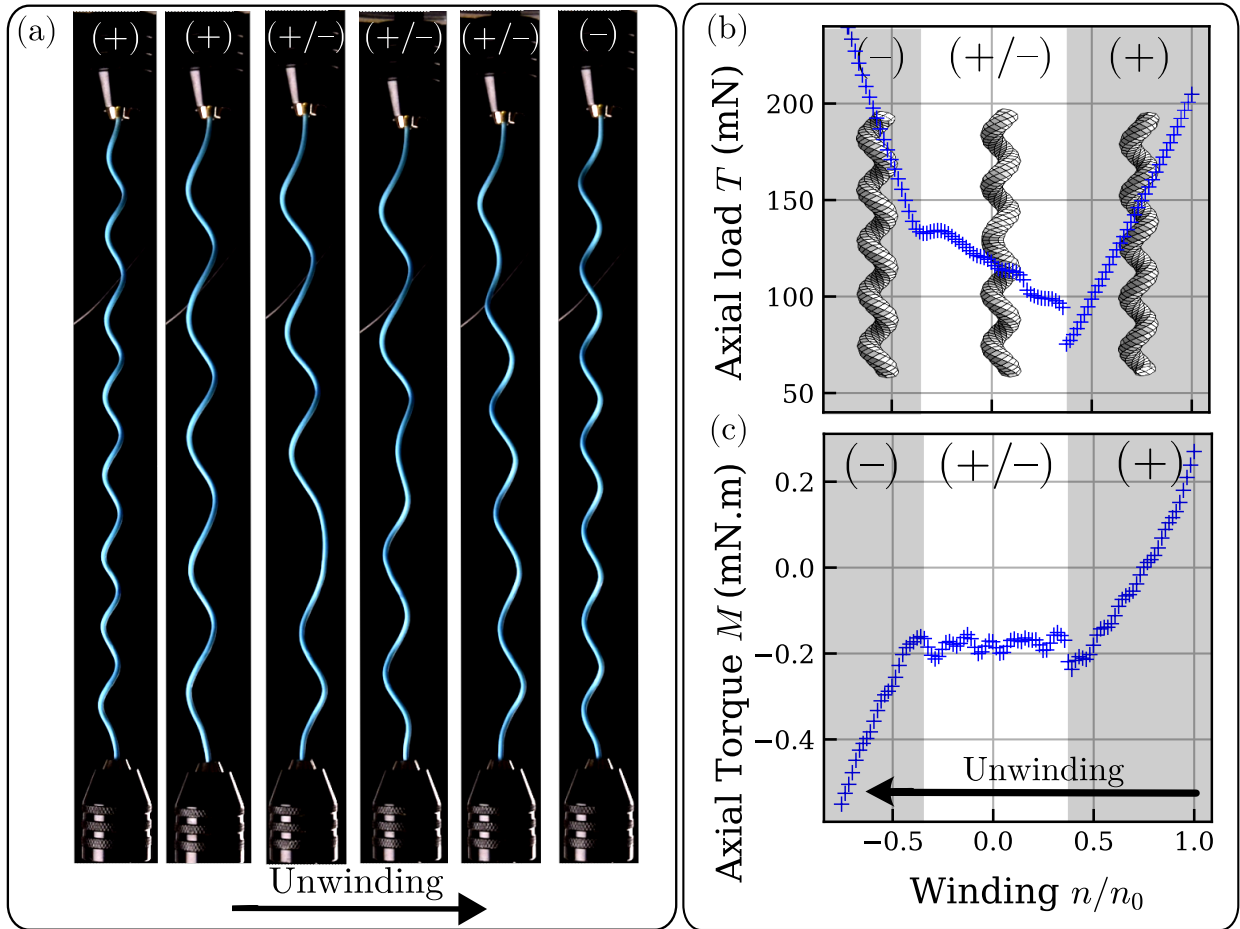 (a)
(+) (+) (+/−) (+/−) (+/−) (−)
Unwinding
(b)
(−) (+/−) (+)
Axial load T (mN)
200
150
100
50
(c)
(−) (+/−) (+)
Axial Torque M (mN.m)
0.2
0.0
−0.2
−0.4
Unwinding
−0.5 0.0 0.5 1.0
Winding n/n₀